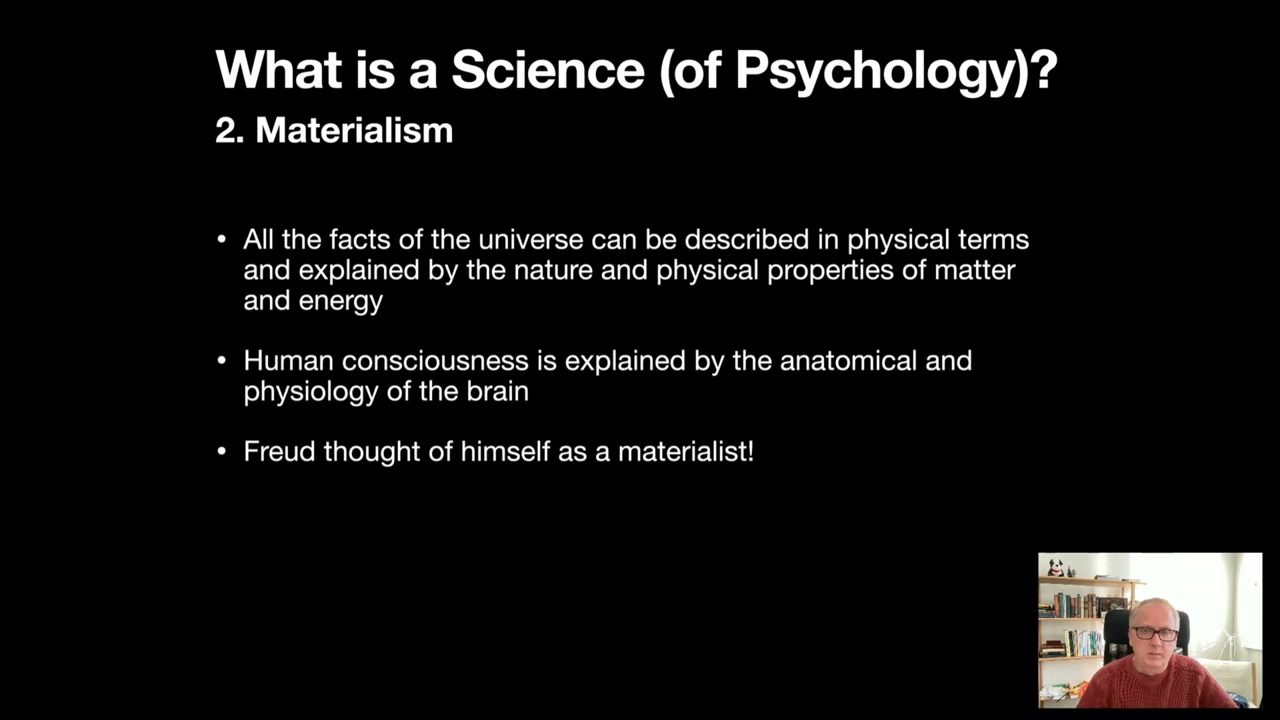 What is a Science (of Psychology)?
2. Materialism
• All the facts of the universe can be described in physical terms
and explained by the nature and physical properties of matter
and energy
• Human consciousness is explained by the anatomical and
physiology of the brain
• Freud thought of himself as a materialist!